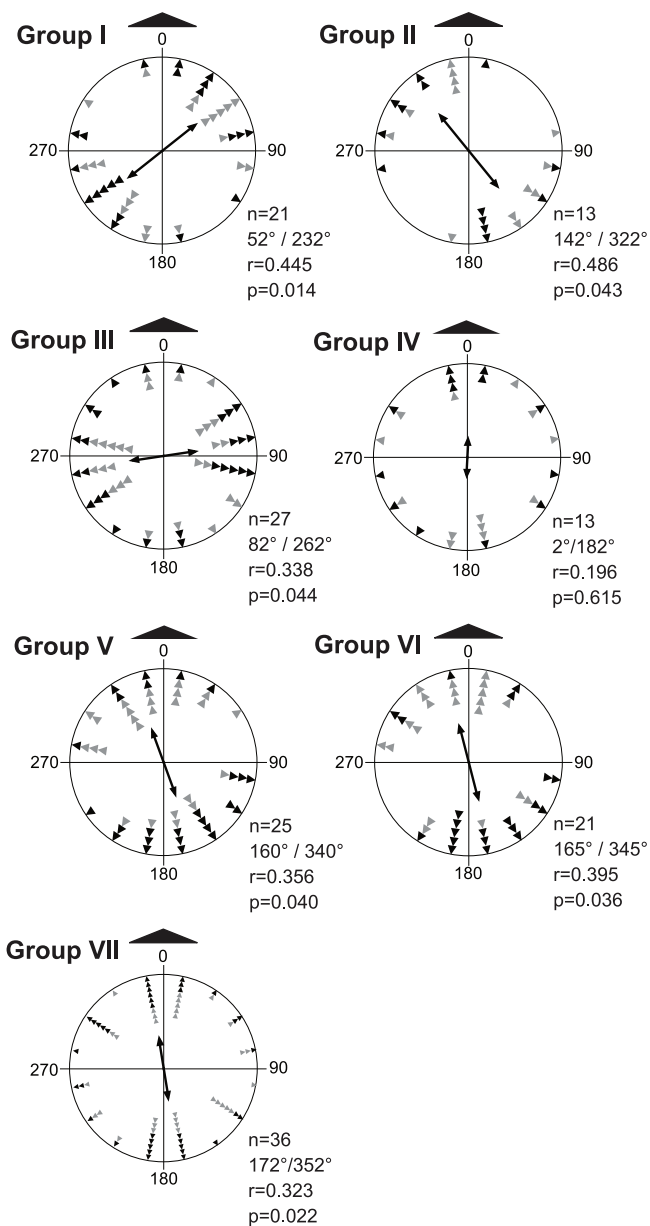 Group I
0
270
90
180
n=21
52° / 232°
r=0.445
p=0.014
Group II
0
270
90
180
n=13
142° / 322°
r=0.486
p=0.043
Group III
0
270
90
180
n=27
82° / 262°
r=0.338
p=0.044
Group IV
0
270
90
180
n=13
2°/182°
r=0.196
p=0.615
Group V
0
270
90
180
n=25
160° / 340°
r=0.356
p=0.040
Group VI
0
270
90
180
n=21
165° / 345°
r=0.395
p=0.036
Group VII
0
270
90
180
n=36
172°/352°
r=0.323
p=0.022